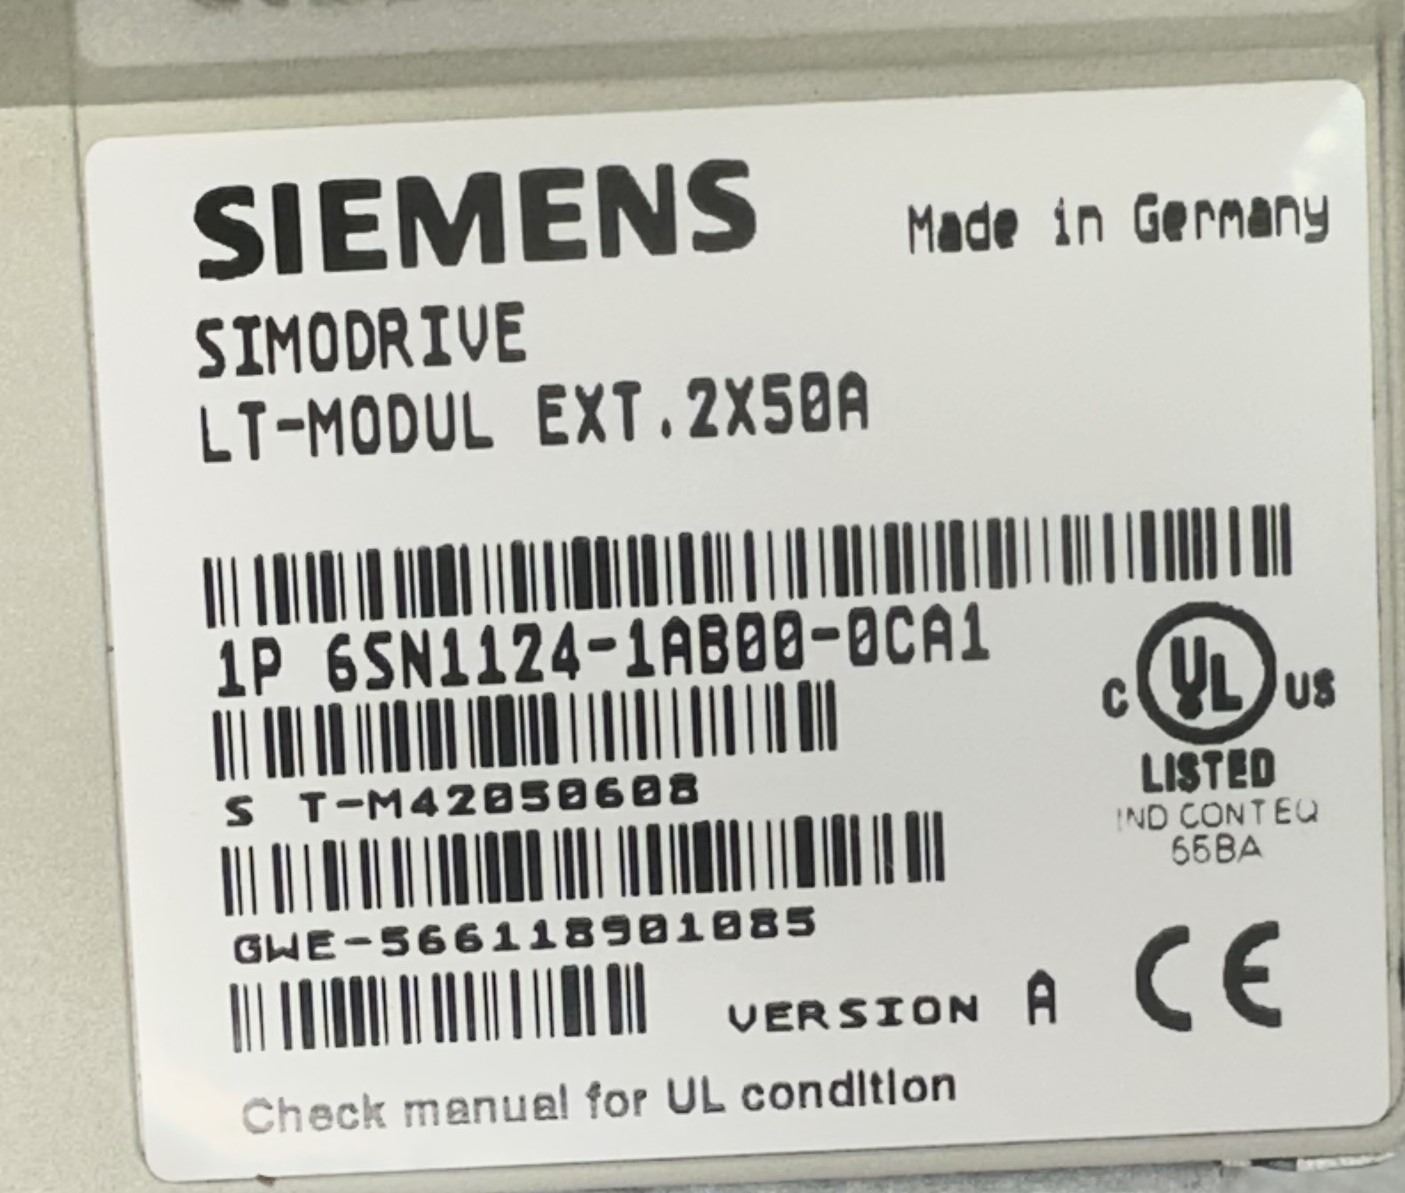 SIEMENS
Made in Germany
SIMODRIVE
LT-MODUL EXT.2X50A
1P 6SN1124-1AB00-0CA1
S T-M42050608
GWE-566118901085
VERSION A
C UL US
LISTED
IND CONT EQ
55BA
CE
Check manual for UL condition